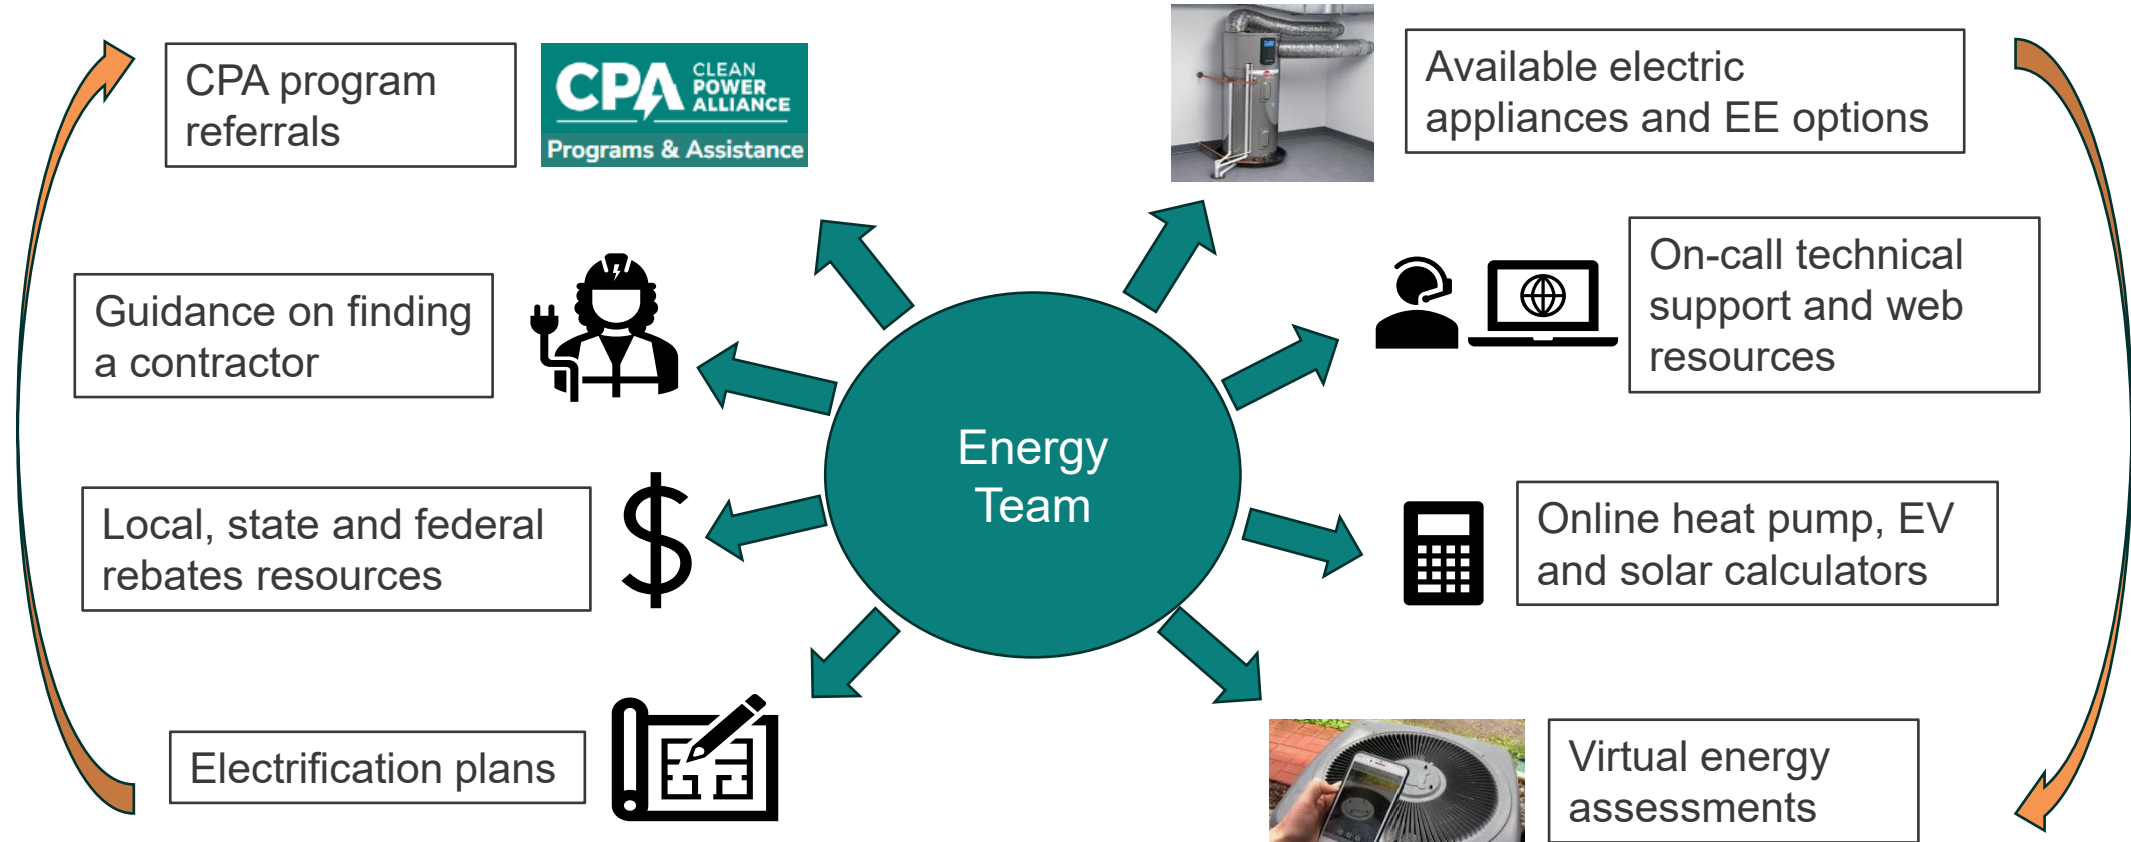 CPA program
referrals
CPA CLEAN
POWER
ALLIANCE
Programs & Assistance
Available electric
appliances and EE options
Guidance on finding
a contractor
On-call technical
support and web
resources
Energy
Team
Local, state and federal
rebates resources
Online heat pump, EV
and solar calculators
Electrification plans
Virtual energy
assessments